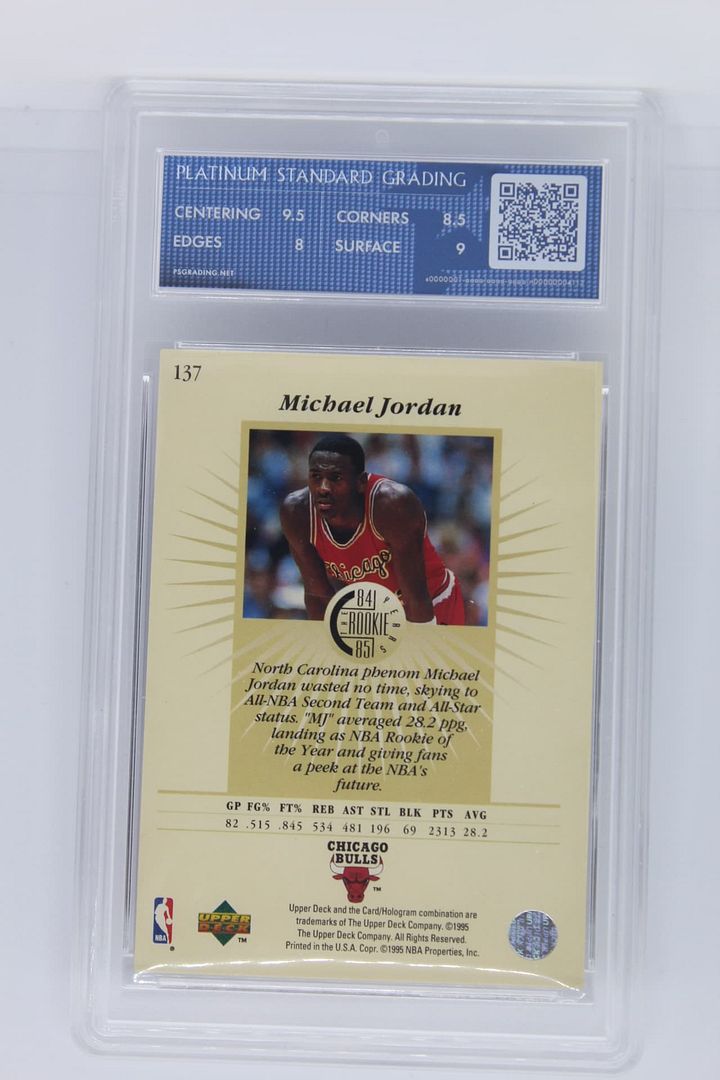 PLATINUM STANDARD GRADING
CENTERING 9.5 CORNERS 8.5
EDGES 8 SURFACE 9
PSGRADING.NET
137
Michael Jordan
Chicago
84
THE ROOKIE YEARS
85
North Carolina phenom Michael
Jordan wasted no time, skying to
All-NBA Second Team and All-Star
status. "MJ" averaged 28.2 ppg,
landing as NBA Rookie of
the Year and giving fans
a peek at the NBA's
future.
GP FG% FT% REB AST STL BLK PTS AVG
82 .515 .845 534 481 196 69 2313 28.2
CHICAGO
BULLS
TM
NBA
®
UPPER
DECK
TM
Upper Deck and the Card/Hologram combination are
trademarks of The Upper Deck Company. ©1995
The Upper Deck Company. All Rights Reserved.
Printed in the U.S.A. Copr. ©1995 NBA Properties, Inc.